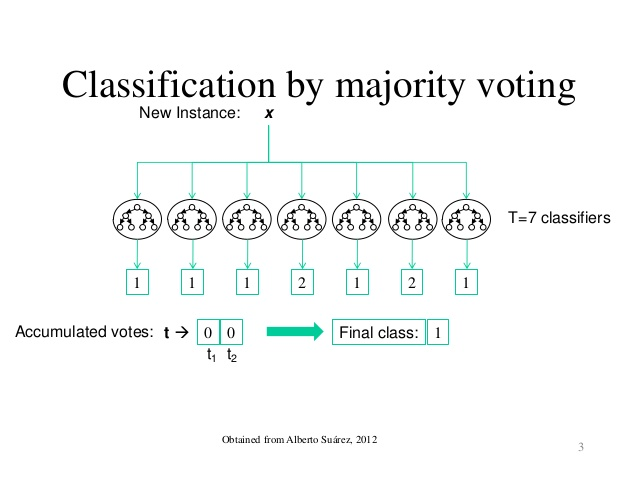 Classification by majority voting
New Instance: x
T=7 classifiers
1 1 1 2 1 2 1
Accumulated votes: t → 0 0 Final class: 1
t1 t2
Obtained from Alberto Suárez, 2012
3